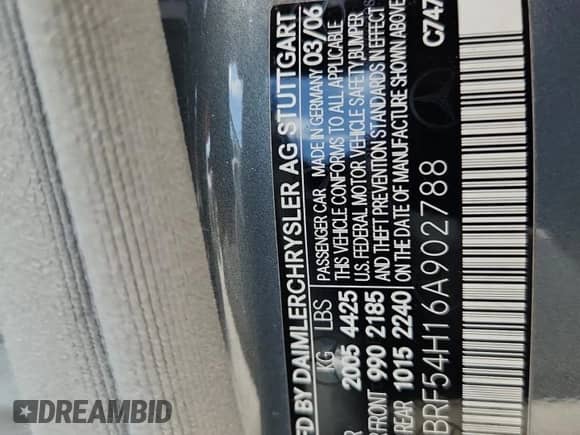 FD BY DAIMLERCHRYSLER AG STUTTGART
PASSENGER CAR MADE IN GERMANY 03/06
KG LBS
THIS VEHICLE CONFORMS TO ALL APPLICABLE
2005 4425
U.S. FEDERAL MOTOR VEHICLE SAFETY, BUMPER
FRONT 990 2185
AND THEFT PREVENTION STANDARDS IN EFFECT
REAR 1015 2240
ON THE DATE OF MANUFACTURE SHOWN ABOVE
BRF54H16A902788
C747
DREAMBID